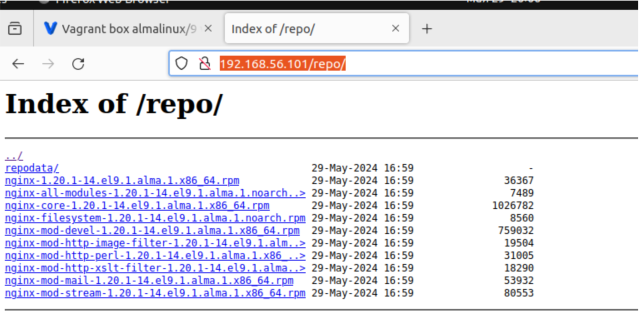 Firefox Web Browser
Vagrant box almalinux/9
Index of /repo/
192.168.56.101/repo/
Index of /repo/
../
repodata/ 29-May-2024 16:59 -
nginx-1.20.1-14.el9.1.alma.1.x86_64.rpm 29-May-2024 16:59 36367
nginx-all-modules-1.20.1-14.el9.1.alma.1.noarch..> 29-May-2024 16:59 7489
nginx-core-1.20.1-14.el9.1.alma.1.x86_64.rpm 29-May-2024 16:59 1026782
nginx-filesystem-1.20.1-14.el9.1.alma.1.noarch.rpm 29-May-2024 16:59 8560
nginx-mod-devel-1.20.1-14.el9.1.alma.1.x86_64.rpm 29-May-2024 16:59 759032
nginx-mod-http-image-filter-1.20.1-14.el9.1.alm..> 29-May-2024 16:59 19504
nginx-mod-http-perl-1.20.1-14.el9.1.alma.1.x86_..> 29-May-2024 16:59 31005
nginx-mod-http-xslt-filter-1.20.1-14.el9.1.alma..> 29-May-2024 16:59 18290
nginx-mod-mail-1.20.1-14.el9.1.alma.1.x86_64.rpm 29-May-2024 16:59 53932
nginx-mod-stream-1.20.1-14.el9.1.alma.1.x86_64.rpm 29-May-2024 16:59 80553